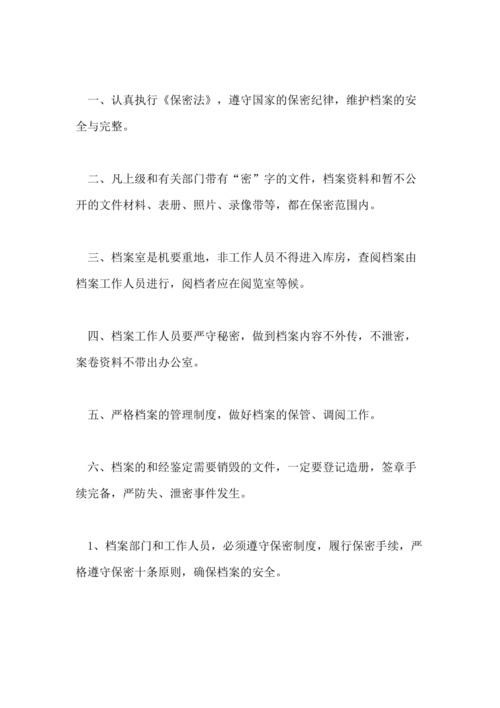 一、认真执行《保密法》，遵守国家的保密纪律，维护档案的安
全与完整。
二、凡上级和有关部门带有“密”字的文件，档案资料和暂不公
开的文件材料、表册、照片、录像带等，都在保密范围内。
三、档案室是机要重地，非工作人员不得进入库房，查阅档案由
档案工作人员进行，阅档者应在阅览室等候。
四、档案工作人员要严守秘密，做到档案内容不外传，不泄密，
案卷资料不带出办公室。
五、严格档案的管理制度，做好档案的保管、调阅工作。
六、档案的和经鉴定需要销毁的文件，一定要登记造册，签章手
续完备，严防失、泄密事件发生。
1、档案部门和工作人员，必须遵守保密制度，履行保密手续，严
格遵守保密十条原则，确保档案的安全。